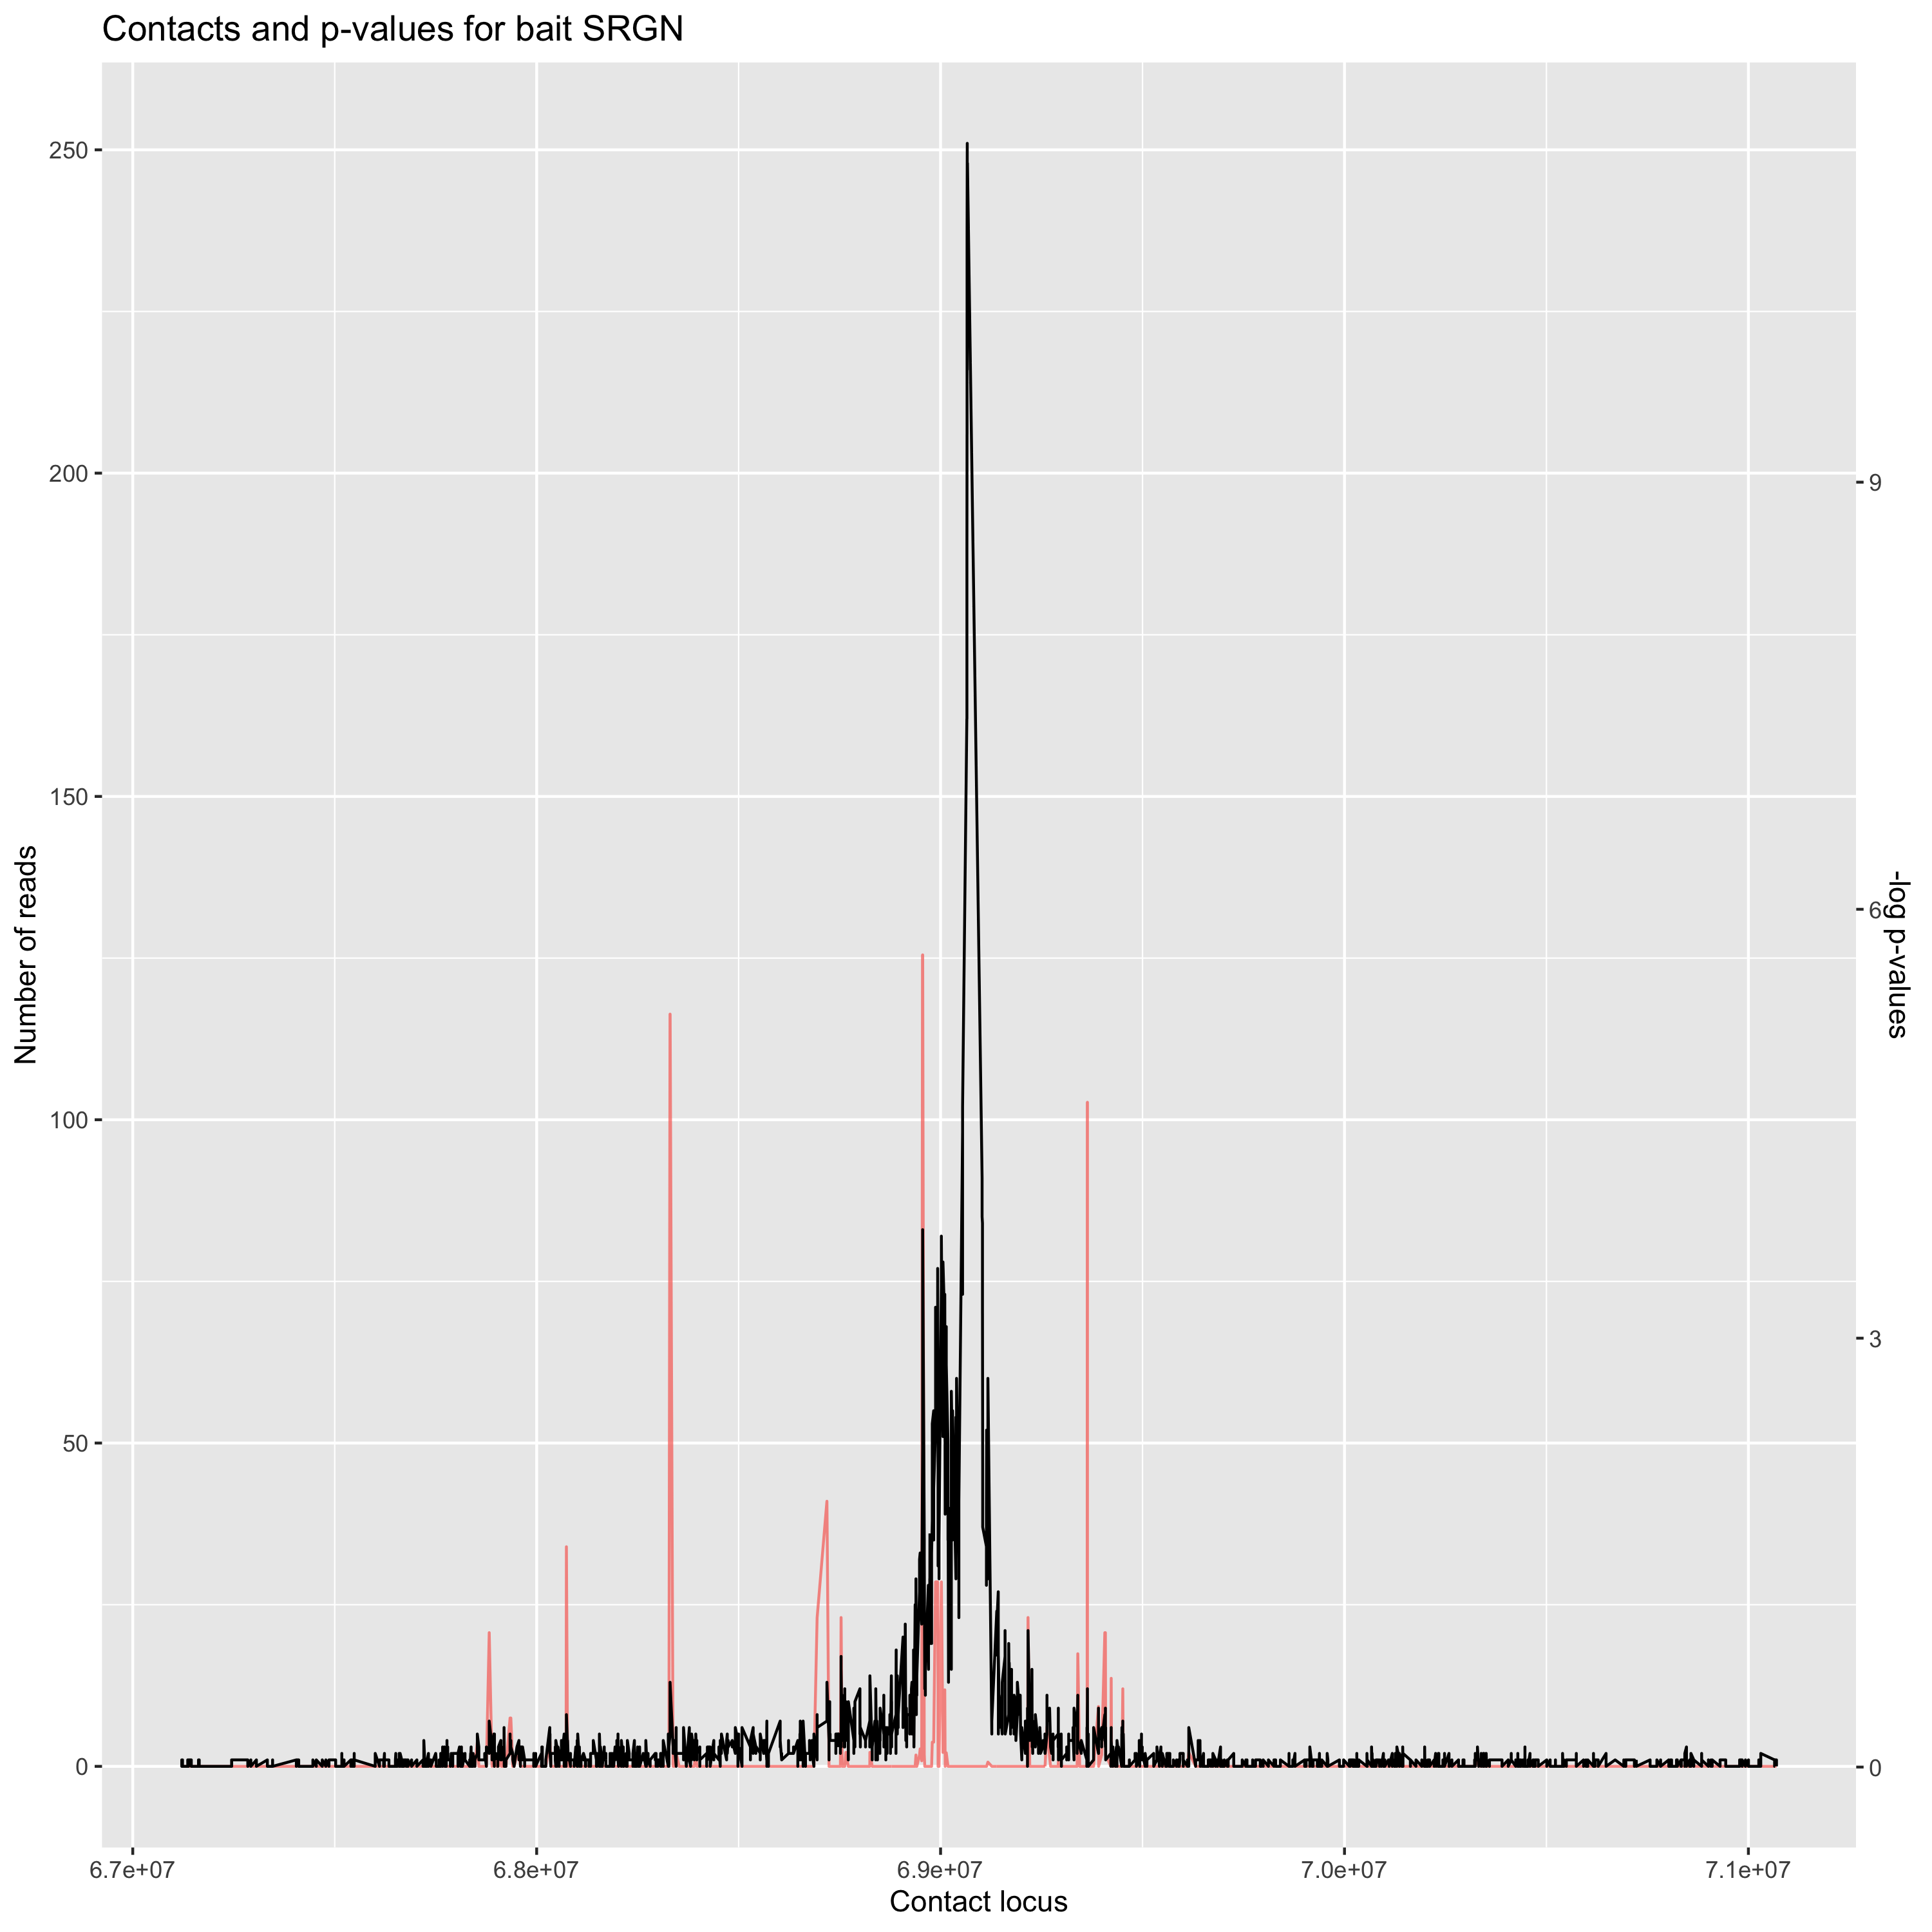 Contacts and p-values for bait SRGN
Number of reads
250
200
150
100
50
0
9
6
3
0
-log p-values
6.7e+07
6.8e+07
6.9e+07
7.0e+07
7.1e+07
Contact locus